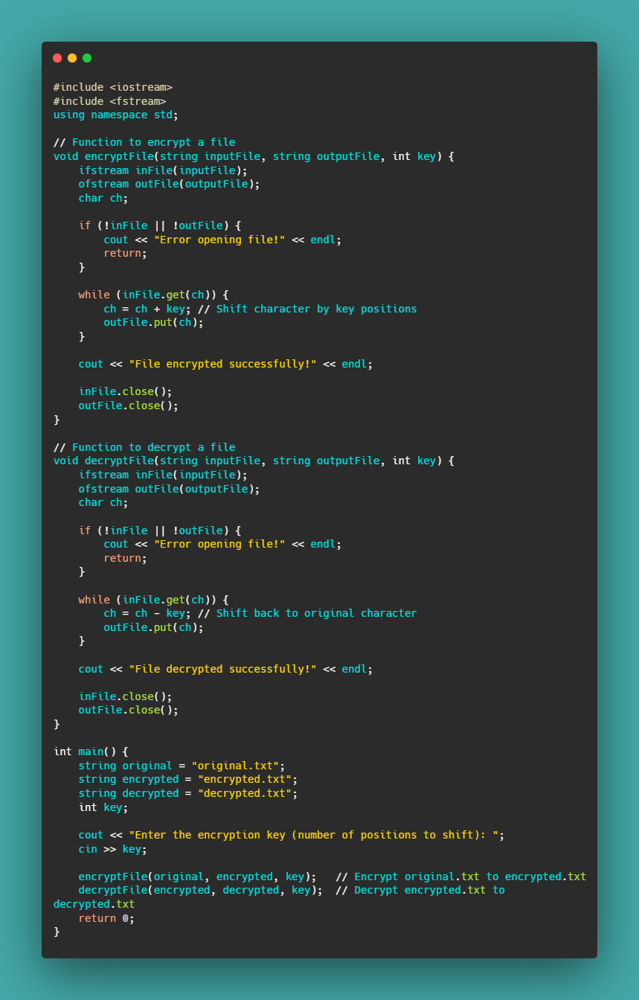 #include <iostream>
#include <fstream>
using namespace std;

// Function to encrypt a file
void encryptFile(string inputFile, string outputFile, int key) {
    ifstream inFile(inputFile);
    ofstream outFile(outputFile);
    char ch;

    if (!inFile || !outFile) {
        cout << "Error opening file!" << endl;
        return;
    }

    while (inFile.get(ch)) {
        ch = ch + key; // Shift character by key positions
        outFile.put(ch);
    }

    cout << "File encrypted successfully!" << endl;

    inFile.close();
    outFile.close();
}

// Function to decrypt a file
void decryptFile(string inputFile, string outputFile, int key) {
    ifstream inFile(inputFile);
    ofstream outFile(outputFile);
    char ch;

    if (!inFile || !outFile) {
        cout << "Error opening file!" << endl;
        return;
    }

    while (inFile.get(ch)) {
        ch = ch - key; // Shift back to original character
        outFile.put(ch);
    }

    cout << "File decrypted successfully!" << endl;

    inFile.close();
    outFile.close();
}

int main() {
    string original = "original.txt";
    string encrypted = "encrypted.txt";
    string decrypted = "decrypted.txt";
    int key;

    cout << "Enter the encryption key (number of positions to shift): ";
    cin >> key;

    encryptFile(original, encrypted, key);   // Encrypt original.txt to encrypted.txt
    decryptFile(encrypted, decrypted, key);  // Decrypt encrypted.txt to
decrypted.txt
    return 0;
}